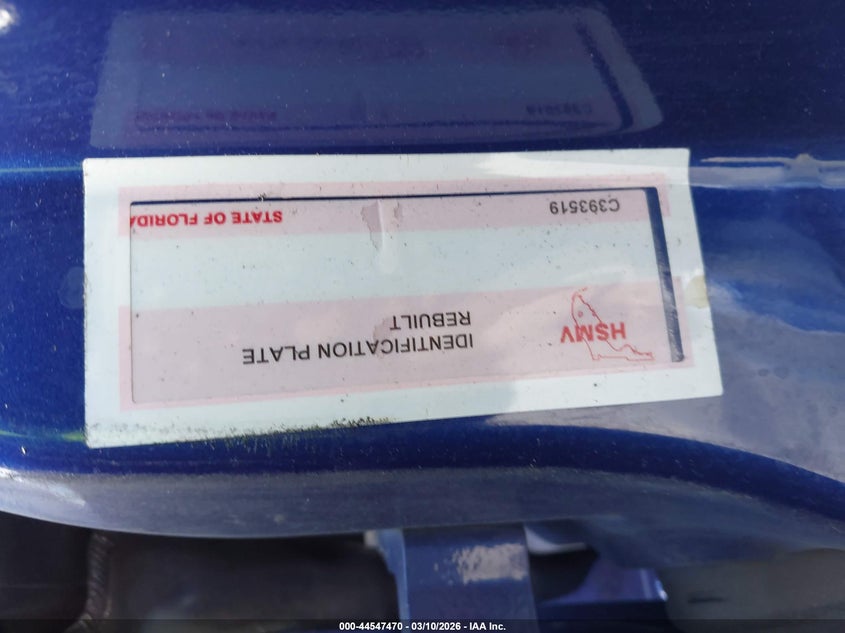 HSMV
IDENTIFICATION PLATE
REBUILT
C393519
STATE OF FLORIDA
000-44547470 — 03/10/2026 — IAA Inc.